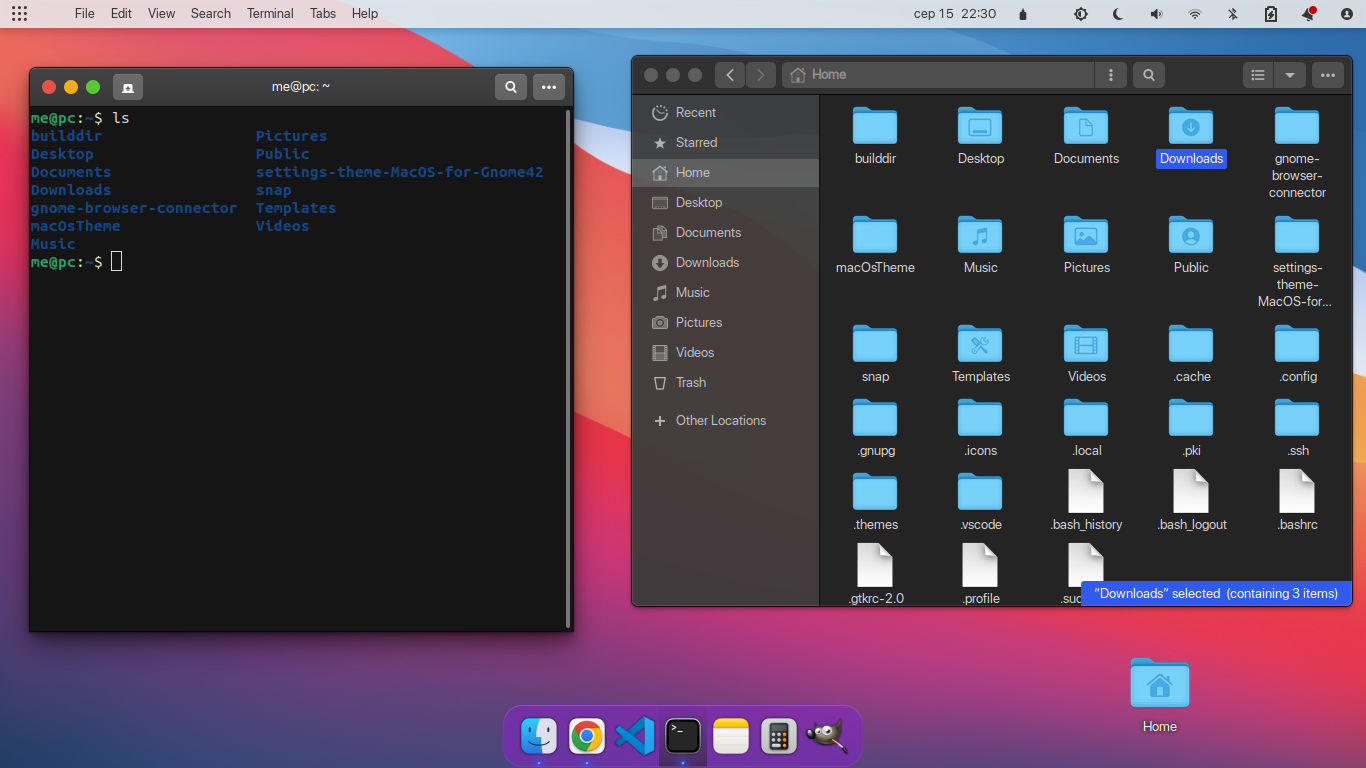 File Edit View Search Terminal Tabs Help
сер 15 22:30
me@pc: ~
me@pc:~$ ls
builddir Pictures
Desktop Public
Documents settings-theme-MacOS-for-Gnome42
Downloads snap
gnome-browser-connector Templates
macOsTheme Videos
Music
me@pc:~$
Home
Recent
Starred
Home
Desktop
Documents
Downloads
Music
Pictures
Videos
Trash
Other Locations
builddir Desktop Documents Downloads gnome-
browser-
connector
macOsTheme Music Pictures Public settings-
theme-
MacOS-for...
snap Templates Videos .cache .config
.gnupg .icons .local .pki .ssh
.themes .vscode .bash_history .bash_logout .bashrc
.gtkrc-2.0 .profile
“Downloads” selected (containing 3 items)
Home
>_